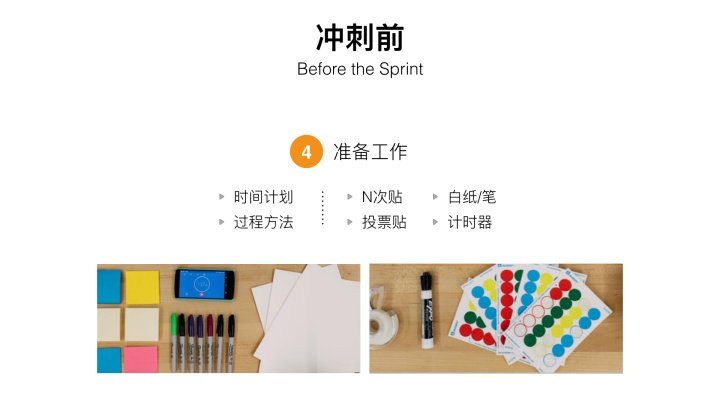 冲刺前
Before the Sprint
4 准备工作
时间计划 N次贴 白纸/笔
过程方法 投票贴 计时器